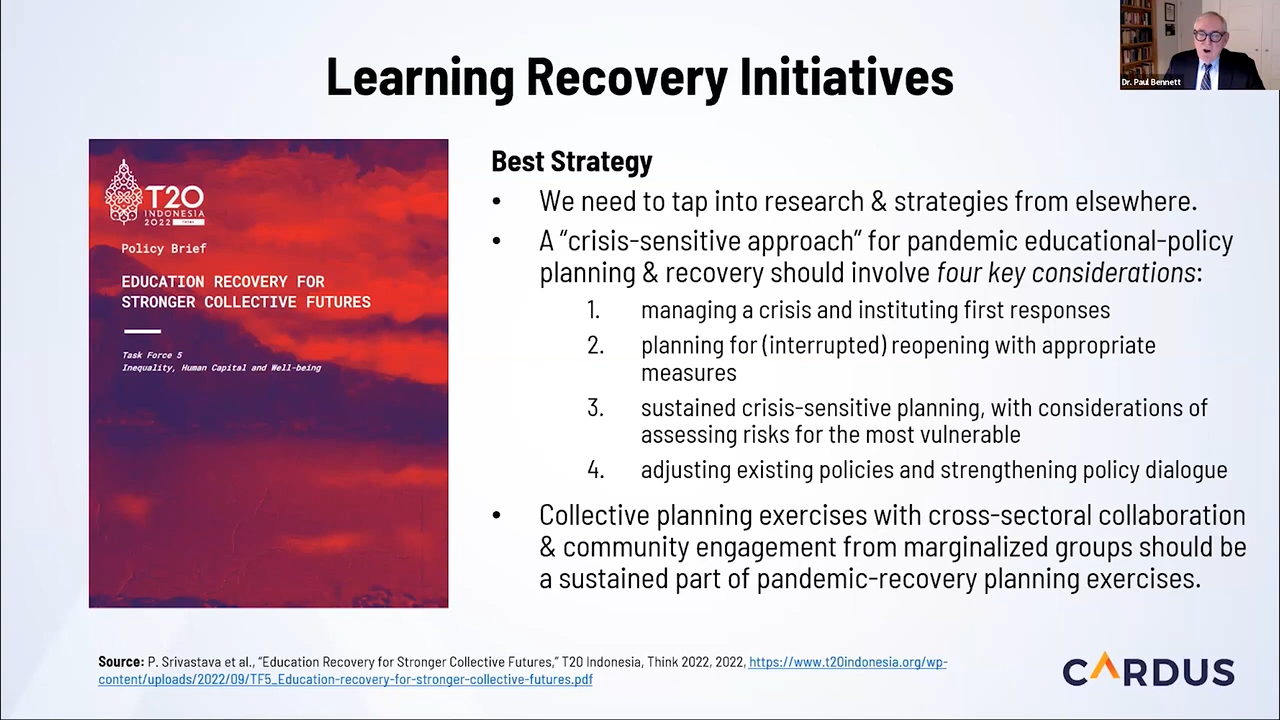 Learning Recovery Initiatives
Dr. Paul Bennett
T20
INDONESIA
2022
Policy Brief
EDUCATION RECOVERY FOR
STRONGER COLLECTIVE FUTURES
Task Force 5
Inequality, Human Capital and Well-being
Best Strategy
• We need to tap into research & strategies from elsewhere.
• A “crisis-sensitive approach” for pandemic educational-policy
planning & recovery should involve four key considerations:
1. managing a crisis and instituting first responses
2. planning for (interrupted) reopening with appropriate
measures
3. sustained crisis-sensitive planning, with considerations of
assessing risks for the most vulnerable
4. adjusting existing policies and strengthening policy dialogue
• Collective planning exercises with cross-sectoral collaboration
& community engagement from marginalized groups should be
a sustained part of pandemic-recovery planning exercises.
Source: P. Srivastava et al., “Education Recovery for Stronger Collective Futures,” T20 Indonesia, Think 2022, 2022, https://www.t20indonesia.org/wp-
content/uploads/2022/09/TF5_Education-recovery-for-stronger-collective-futures.pdf
CARDUS